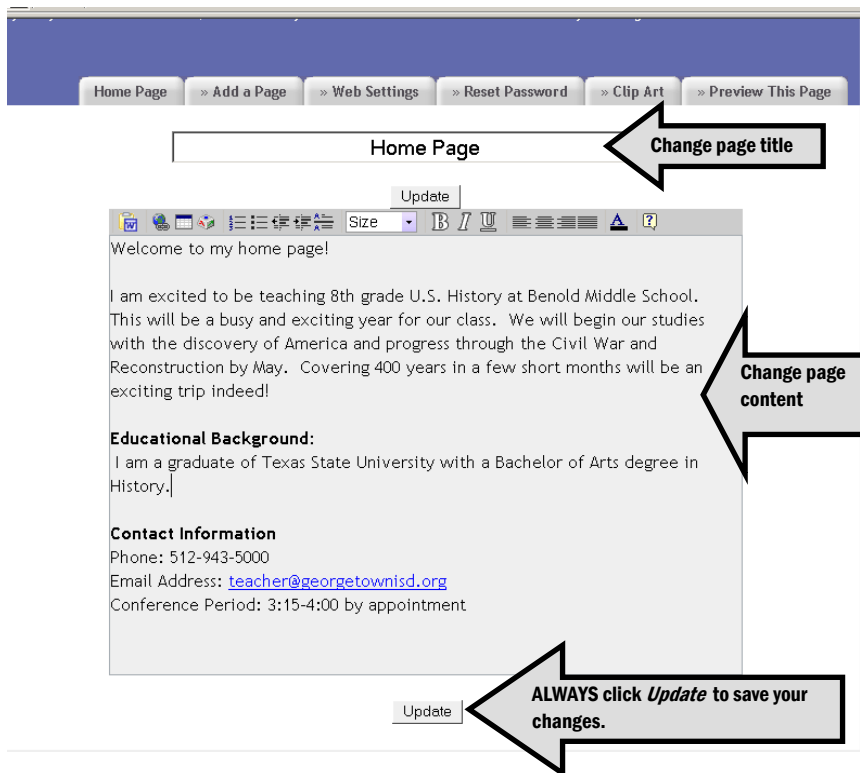 Home Page » Add a Page » Web Settings » Reset Password » Clip Art » Preview This Page
Home Page
Change page title
Update
Size B I U A ?
Welcome to my home page!
I am excited to be teaching 8th grade U.S. History at Benold Middle School.
This will be a busy and exciting year for our class. We will begin our studies
with the discovery of America and progress through the Civil War and
Reconstruction by May. Covering 400 years in a few short months will be an
exciting trip indeed!
Change page
content
Educational Background:
I am a graduate of Texas State University with a Bachelor of Arts degree in
History.
Contact Information
Phone: 512-943-5000
Email Address: teacher@georgetownisd.org
Conference Period: 3:15-4:00 by appointment
Update
ALWAYS click Update to save your
changes.